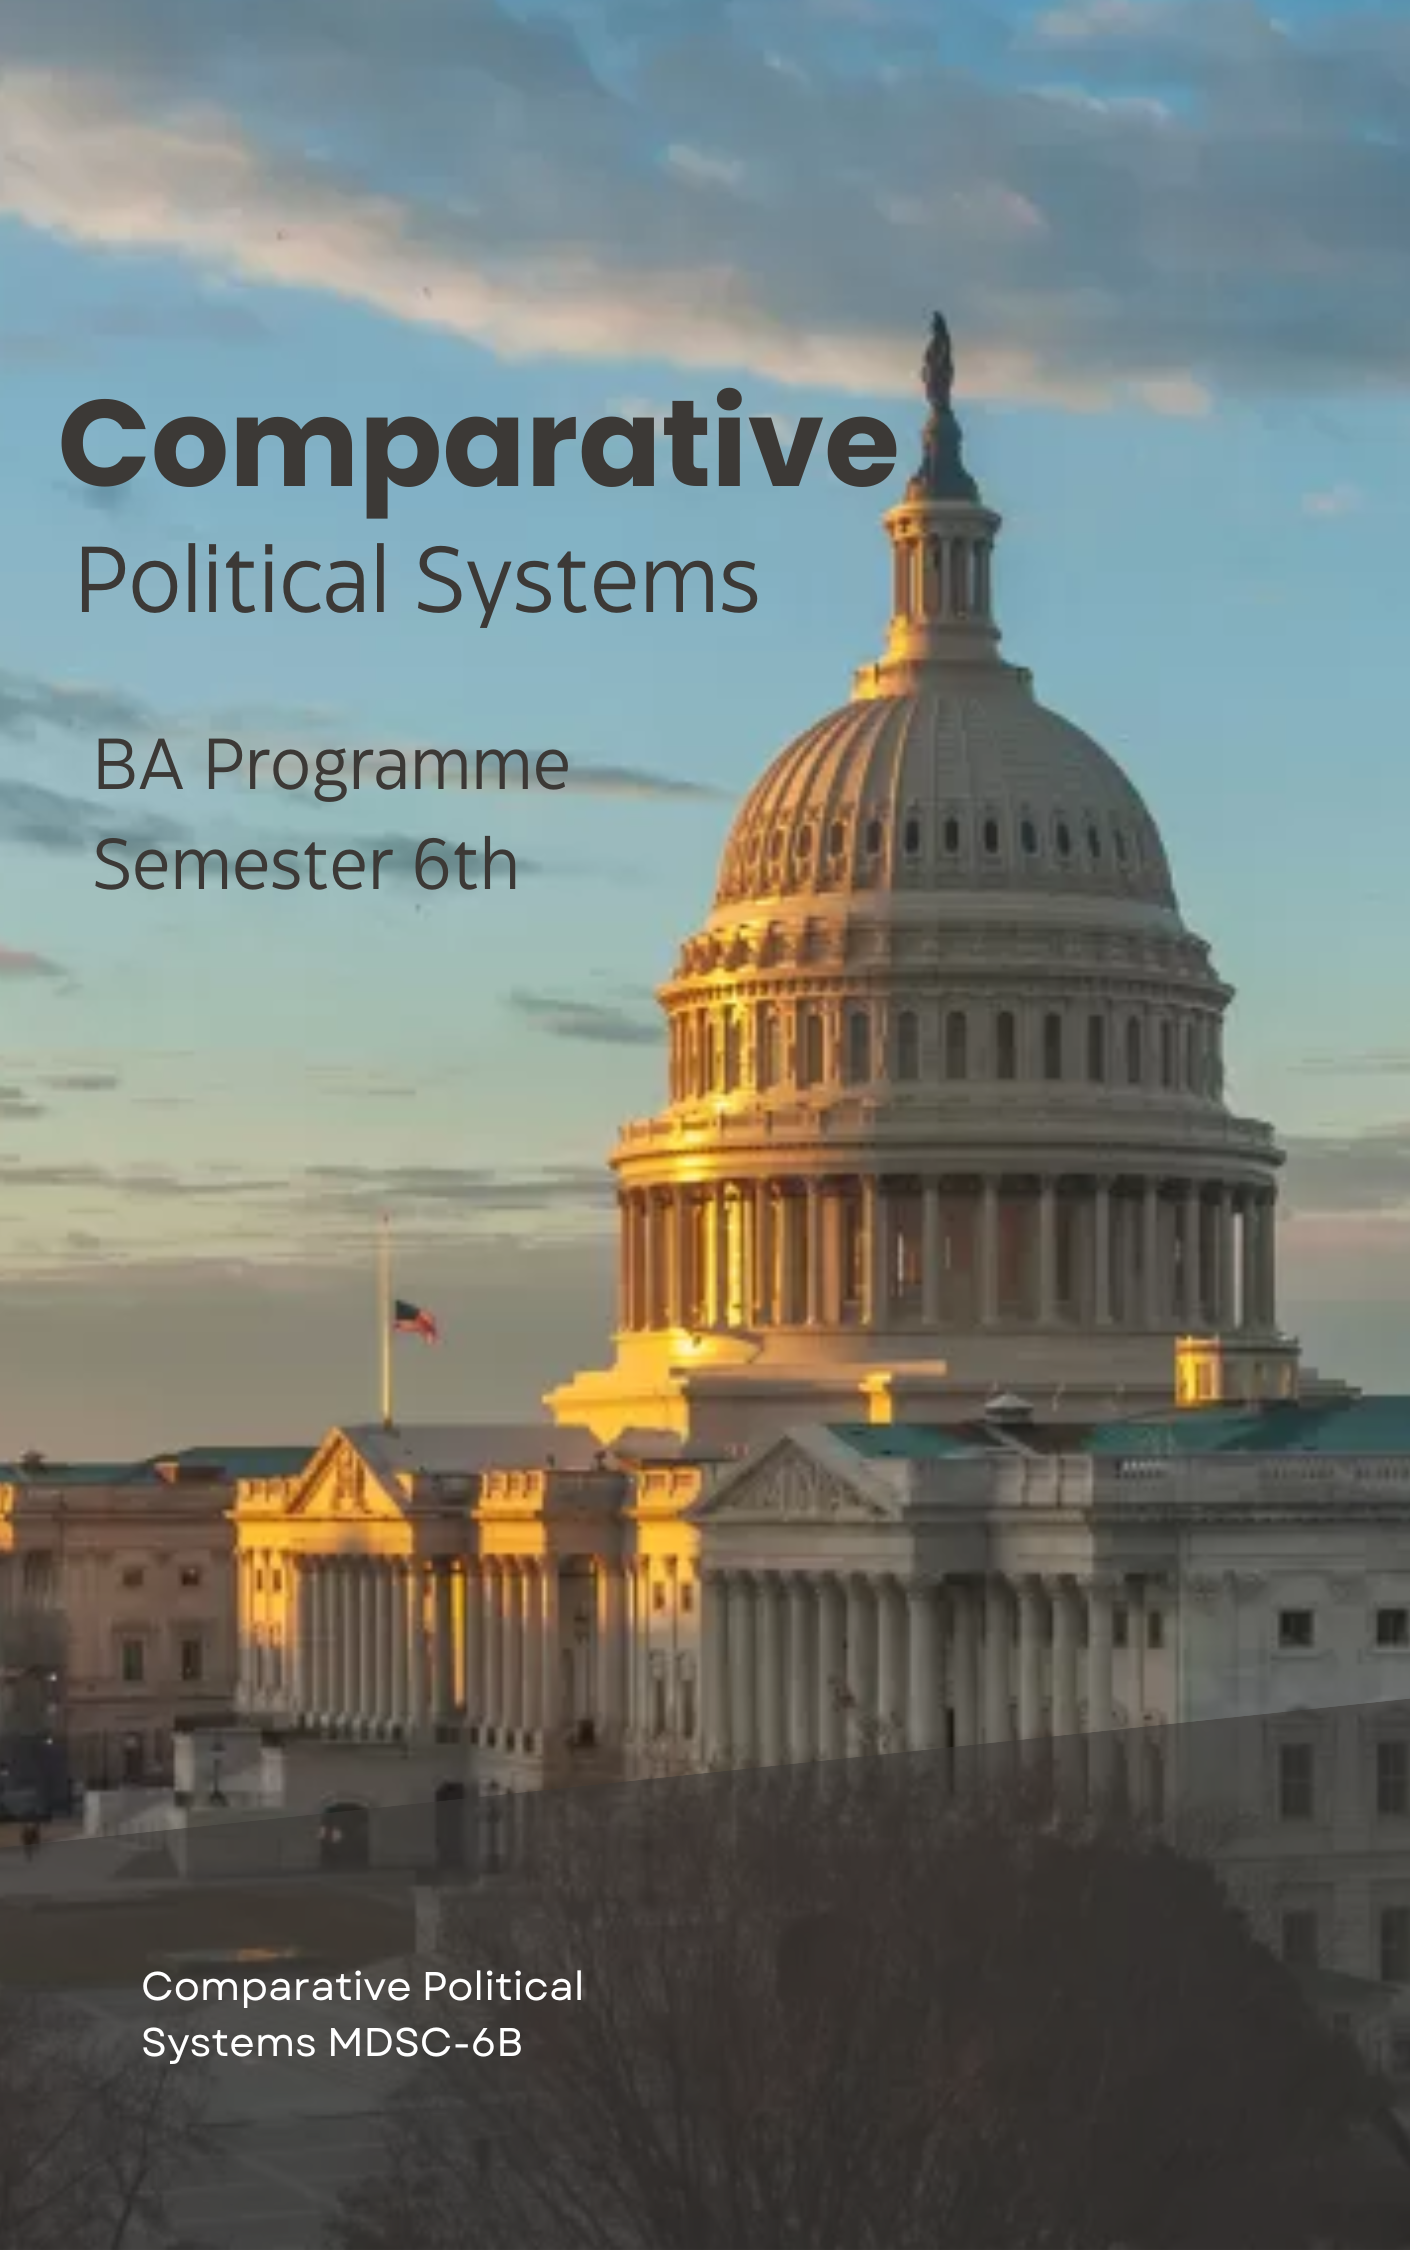 Comparative
Political Systems
BA Programme
Semester 6th
Comparative Political
Systems MDSC-6B